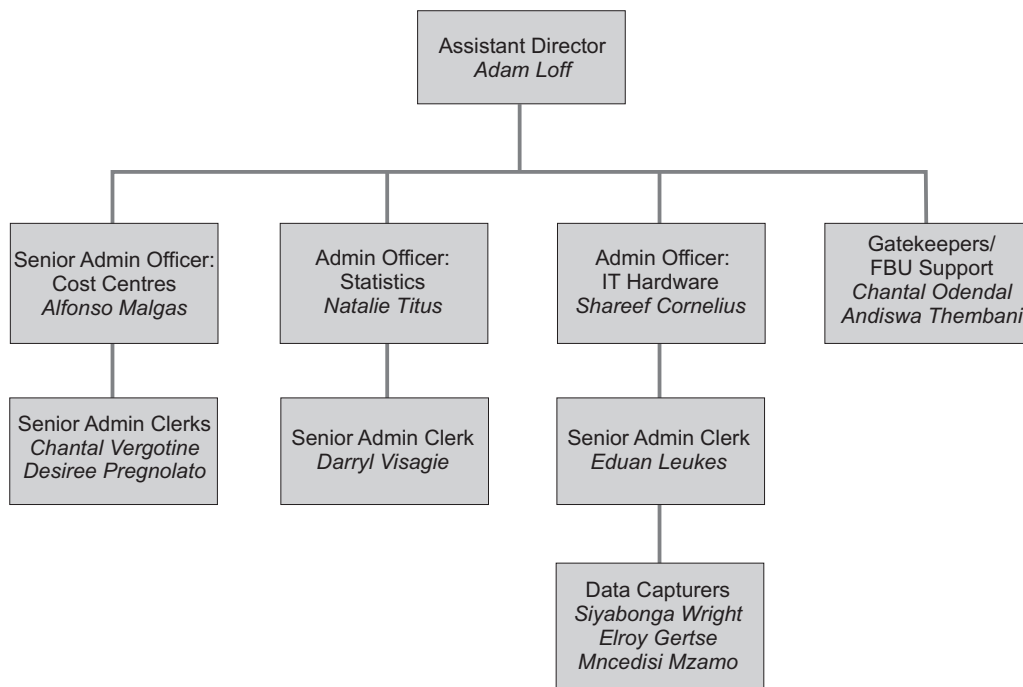 Assistant Director
Adam Loff
Senior Admin Officer:
Cost Centres
Alfonso Malgas
Admin Officer:
Statistics
Natalie Titus
Admin Officer:
IT Hardware
Shareef Cornelius
Gatekeepers/
FBU Support
Chantal Odendal
Andiswa Thembani
Senior Admin Clerks
Chantal Vergotine
Desiree Pregnolato
Senior Admin Clerk
Darryl Visagie
Senior Admin Clerk
Eduan Leukes
Data Capturers
Siyabonga Wright
Elroy Gertse
Mncedisi Mzamo